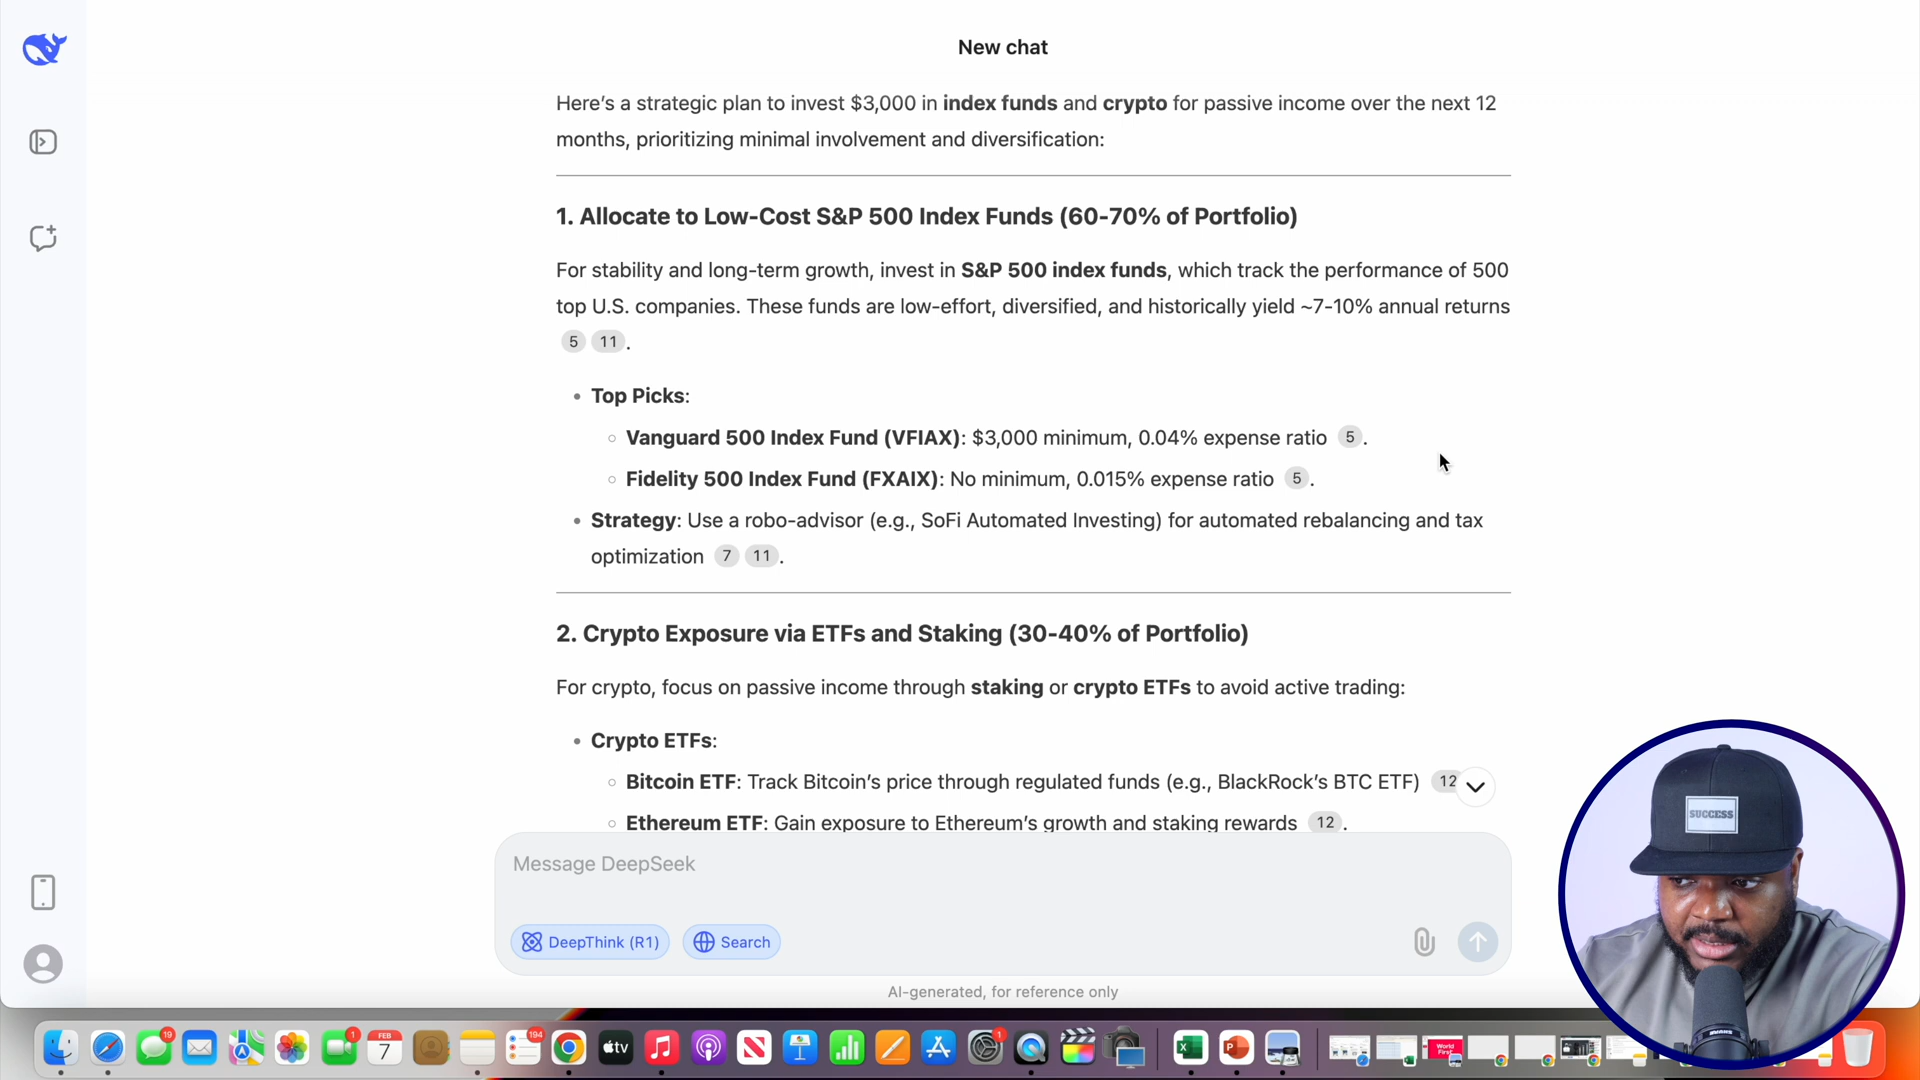 New chat
Here's a strategic plan to invest $3,000 in index funds and crypto for passive income over the next 12
months, prioritizing minimal involvement and diversification:
1. Allocate to Low-Cost S&P 500 Index Funds (60-70% of Portfolio)
For stability and long-term growth, invest in S&P 500 index funds, which track the performance of 500
top U.S. companies. These funds are low-effort, diversified, and historically yield ~7-10% annual returns
5 11.
• Top Picks:
○ Vanguard 500 Index Fund (VFIAX): $3,000 minimum, 0.04% expense ratio 5.
○ Fidelity 500 Index Fund (FXAIX): No minimum, 0.015% expense ratio 5.
• Strategy: Use a robo-advisor (e.g., SoFi Automated Investing) for automated rebalancing and tax
optimization 7 11.
2. Crypto Exposure via ETFs and Staking (30-40% of Portfolio)
For crypto, focus on passive income through staking or crypto ETFs to avoid active trading:
• Crypto ETFs:
○ Bitcoin ETF: Track Bitcoin's price through regulated funds (e.g., BlackRock's BTC ETF) 12
○ Ethereum ETF: Gain exposure to Ethereum's growth and staking rewards 12.
Message DeepSeek
DeepThink (R1) Search
AI-generated, for reference only
SUCCESS
19
1
FEB
7
194
tv
1
World
First